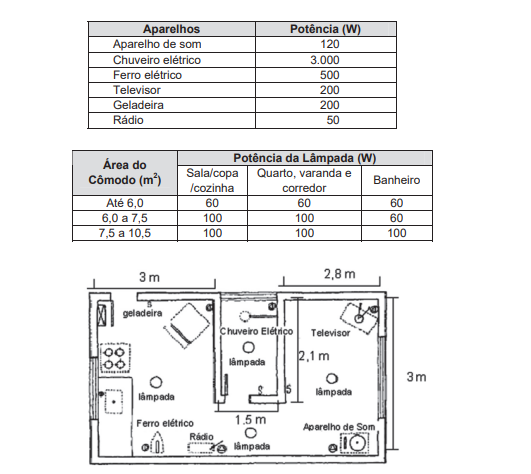 Aparelhos Potência (W)
Aparelho de som 120
Chuveiro elétrico 3.000
Ferro elétrico 500
Televisor 200
Geladeira 200
Rádio 50
Área do Cômodo (m²) Potência da Lâmpada (W)
Sala/copa /cozinha Quarto, varanda e corredor Banheiro
Até 6,0 60 60 60
6,0 a 7,5 100 100 60
7,5 a 10,5 100 100 100
3 m 2,8 m
s
geladeira
Chuveiro Elétrico Televisor
lâmpada 2,1 m
3m
lâmpada s s lâmpada
1,5 m
Ferro elétrico Rádio lâmpada Aparelho de Som